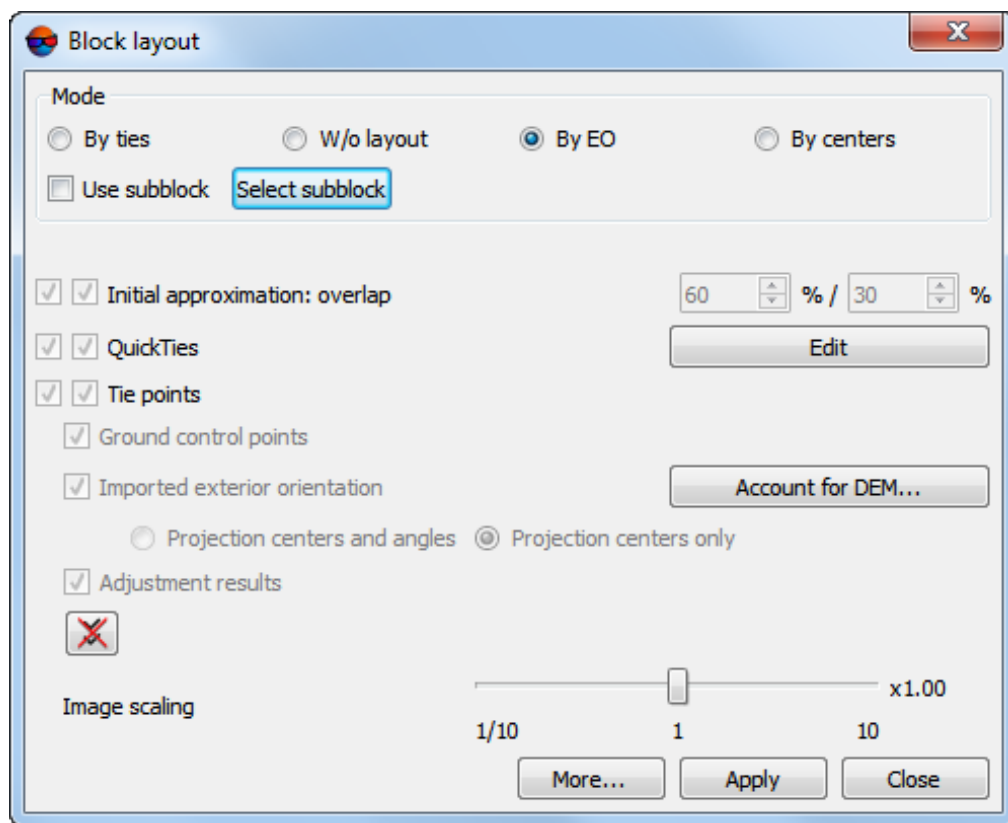 Block layout
Mode
By ties W/o layout By EO By centers
Use subblock Select subblock
Initial approximation: overlap 60 % / 30 %
QuickTies Edit
Tie points
Ground control points
Imported exterior orientation Account for DEM...
Projection centers and angles Projection centers only
Adjustment results
Image scaling x1.00
1/10 1 10
More... Apply Close